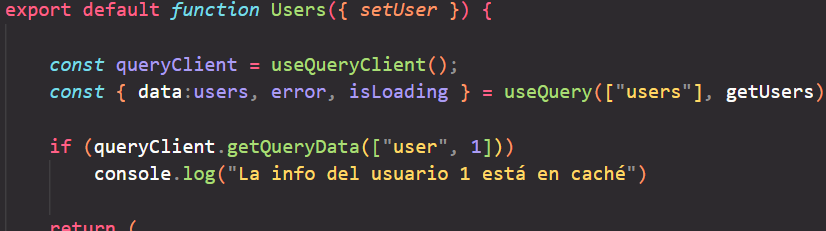 export default function Users({ setUser }) {
const queryClient = useQueryClient();
const { data:users, error, isLoading } = useQuery(["users"], getUsers)
if (queryClient.getQueryData(["user", 1]))
console.log("La info del usuario 1 está en caché")
return (